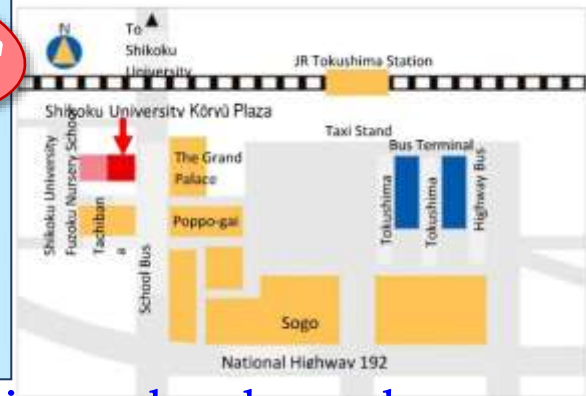 N
To
Shikoku
University
JR Tokushima Station
Shikoku University Kōryū Plaza
Taxi Stand
Bus Terminal
The Grand
Palace
Shikoku University
Fuzoku Nursery School
Tachiban
a
Poppo-gai
Tokushima
Tokushima
Highway Bus
School Bus
Sogo
National Highway 192